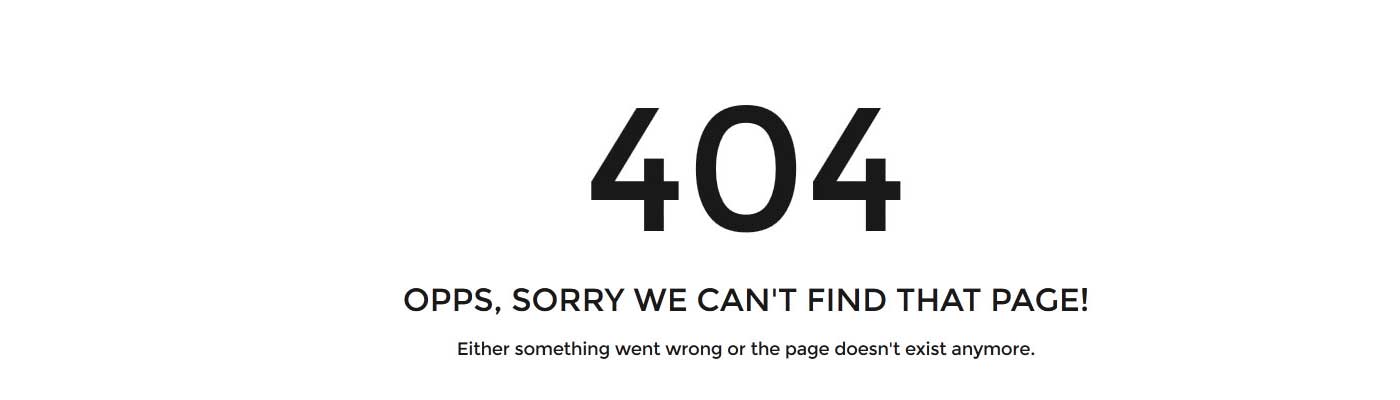 404
OPPS, SORRY WE CAN'T FIND THAT PAGE!
Either something went wrong or the page doesn't exist anymore.